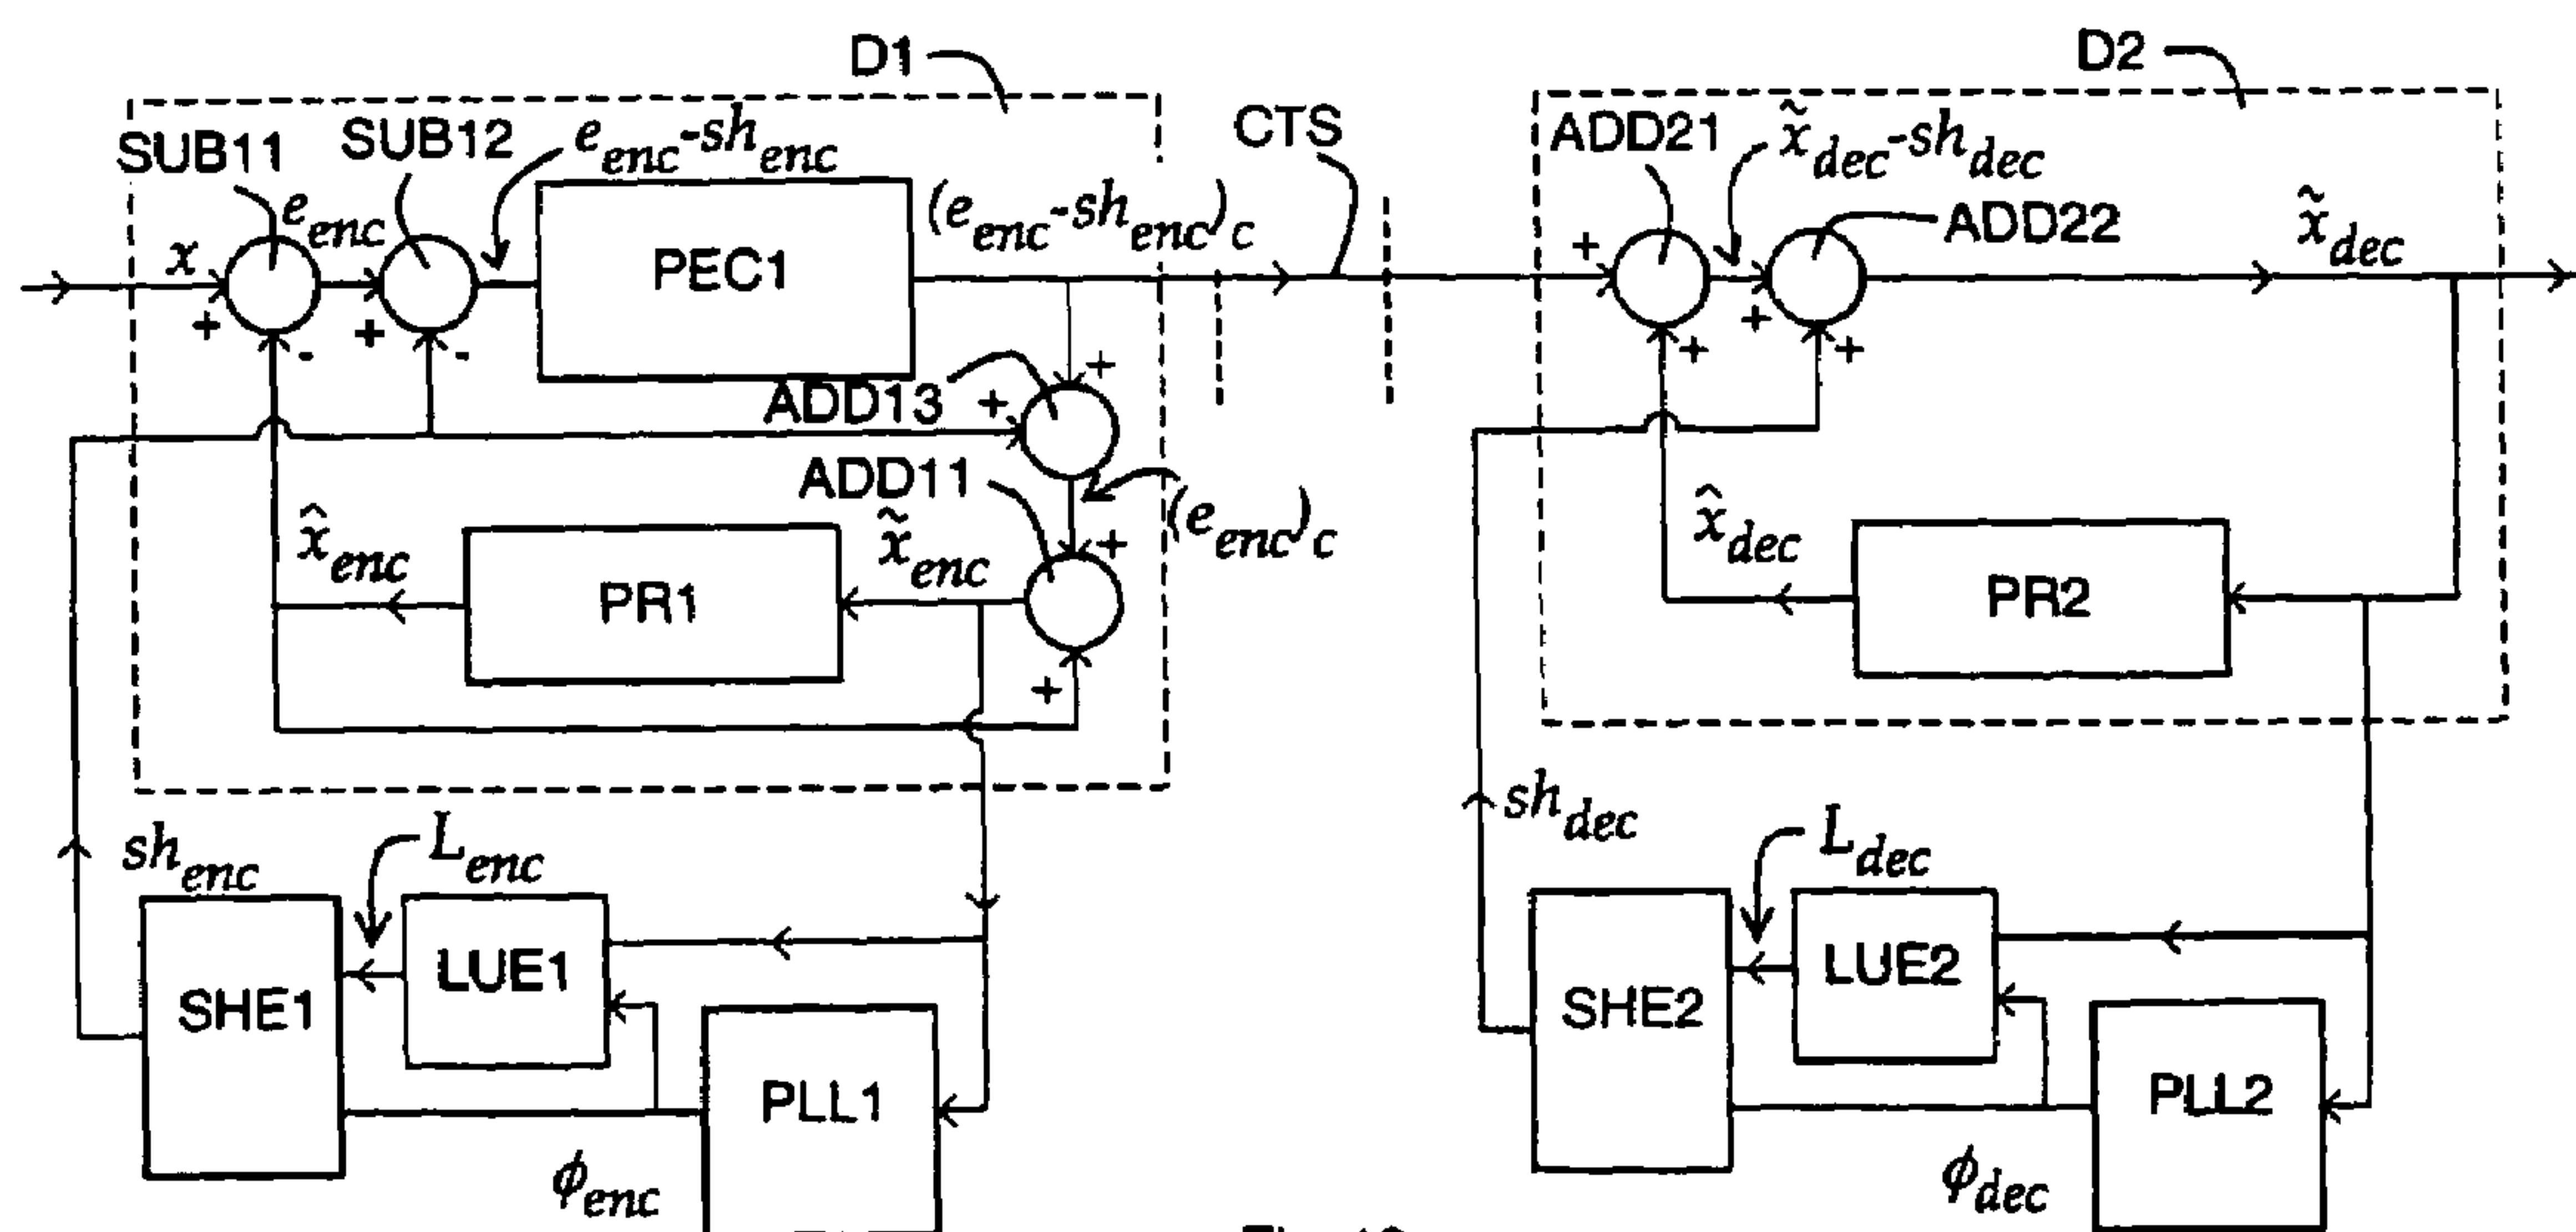 D1
D2
SUB11
SUB12
e_enc-sh_enc
CTS
ADD21
x̃_dec-sh_dec
e_enc
(e_enc-sh_enc)_c
ADD22
x̃_dec
x
PEC1
+
+
-
-
+
+
+
+
+
+
ADD13
+
+
ADD11
(e_enc)_c
x̂_enc
x̃_enc
+
x̂_dec
PR1
PR2
+
sh_enc
L_enc
sh_dec
L_dec
SHE1
LUE1
SHE2
LUE2
PLL1
PLL2
ϕ_enc
ϕ_dec